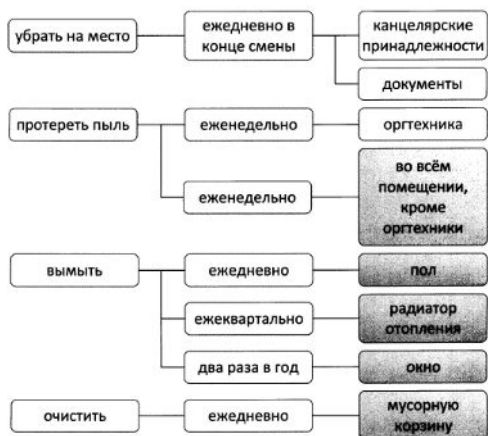 убрать на место
ежедневно в
конце смены
канцелярские
принадлежности
документы
протереть пыль
еженедельно
оргтехника
еженедельно
во всём
помещении,
кроме
оргтехники
вымыть
ежедневно
пол
ежеквартально
радиатор
отопления
два раза в год
окно
очистить
ежедневно
мусорную
корзину